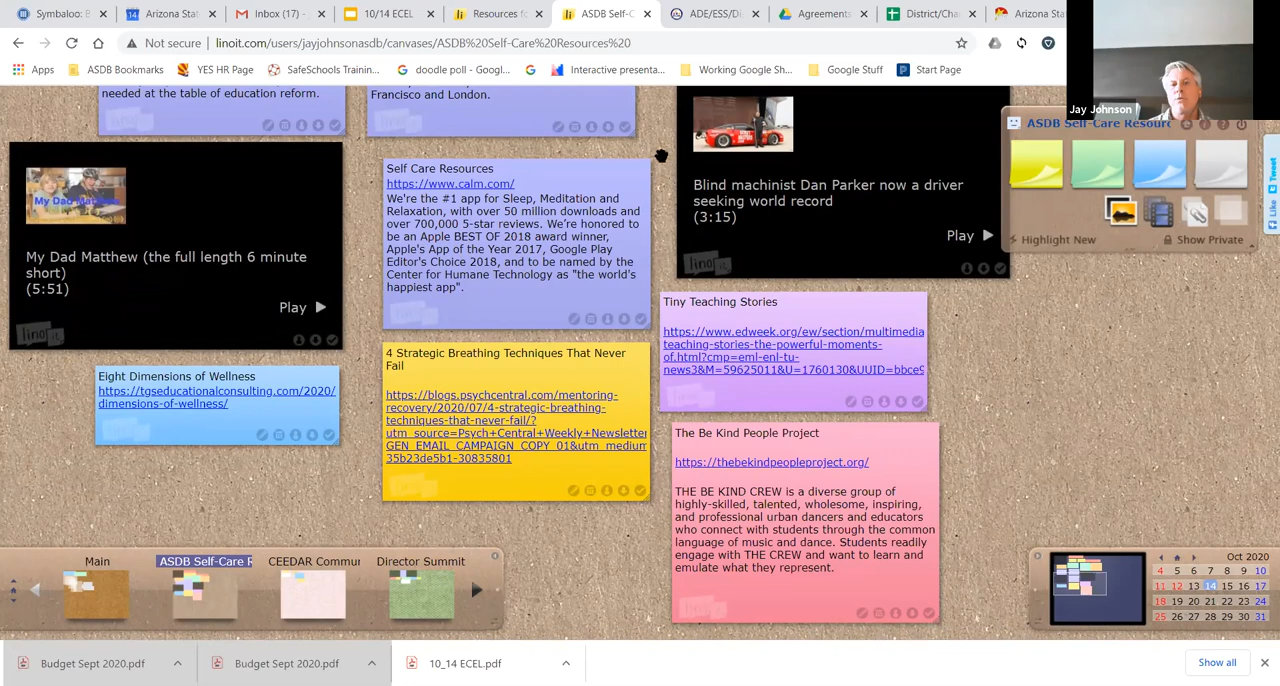 Symbaloo: B
Arizona Stat
Inbox (17) -
10/14 ECEL
Resources fo
ASDB Self-C
ADE/ESS/DI
Agreements
District/Cha
Arizona Sta
Not secure
linoit.com/users/jayjohnsonasdb/canvases/ASDB%20Self-Care%20Resources%20
Apps
ASDB Bookmarks
YES HR Page
SafeSchools Trainin...
doodle poll - Googl...
Interactive presenta...
Working Google Sh...
Google Stuff
Start Page
Jay Johnson
needed at the table of education reform.
Francisco and London.
My Dad Matthew
My Dad Matthew (the full length 6 minute
short)
(5:51)
Play
Self Care Resources
https://www.calm.com/
We're the #1 app for Sleep, Meditation and
Relaxation, with over 50 million downloads and
over 700,000 5-star reviews. We're honored to
be an Apple BEST OF 2018 award winner,
Apple's App of the Year 2017, Google Play
Editor's Choice 2018, and to be named by the
Center for Humane Technology as "the world's
happiest app".
Blind machinist Dan Parker now a driver
seeking world record
(3:15)
Play
ASDB Self-Care Resourc
Highlight New
Show Private
Tweet
Like
Tiny Teaching Stories
https://www.edweek.org/ew/section/multimedia
teaching-stories-the-powerful-moments-
of.html?cmp=eml-enl-tu-
news3&M=59625011&U=1760130&UUID=bbce9
Eight Dimensions of Wellness
https://tgseducationalconsulting.com/2020/
dimensions-of-wellness/
4 Strategic Breathing Techniques That Never
Fail
https://blogs.psychcentral.com/mentoring-
recovery/2020/07/4-strategic-breathing-
techniques-that-never-fail/?
utm_source=Psych+Central+Weekly+Newsletter
GEN_EMAIL_CAMPAIGN_COPY_01&utm_medium
35b23de5b1-30835801
The Be Kind People Project
https://thebekindpeopleproject.org/
THE BE KIND CREW is a diverse group of
highly-skilled, talented, wholesome, inspiring,
and professional urban dancers and educators
who connect with students through the common
language of music and dance. Students readily
engage with THE CREW and want to learn and
emulate what they represent.
Main
ASDB Self-Care R
CEEDAR Commu
Director Summit
Oct 2020
4 5 6 7 8 9 10
11 12 13 14 15 16 17
18 19 20 21 22 23 24
25 26 27 28 29 30 31
Budget Sept 2020.pdf
Budget Sept 2020.pdf
10_14 ECEL.pdf
Show all